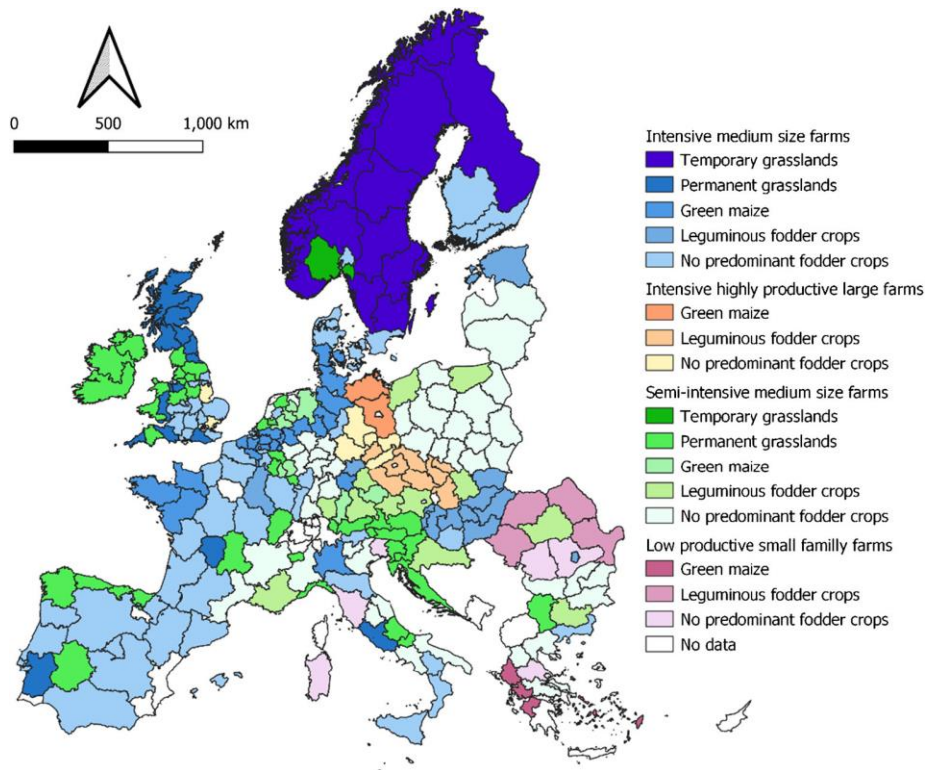 0 500 1,000 km
Intensive medium size farms
Temporary grasslands
Permanent grasslands
Green maize
Leguminous fodder crops
No predominant fodder crops
Intensive highly productive large farms
Green maize
Leguminous fodder crops
No predominant fodder crops
Semi-intensive medium size farms
Temporary grasslands
Permanent grasslands
Green maize
Leguminous fodder crops
No predominant fodder crops
Low productive small familly farms
Green maize
Leguminous fodder crops
No predominant fodder crops
No data